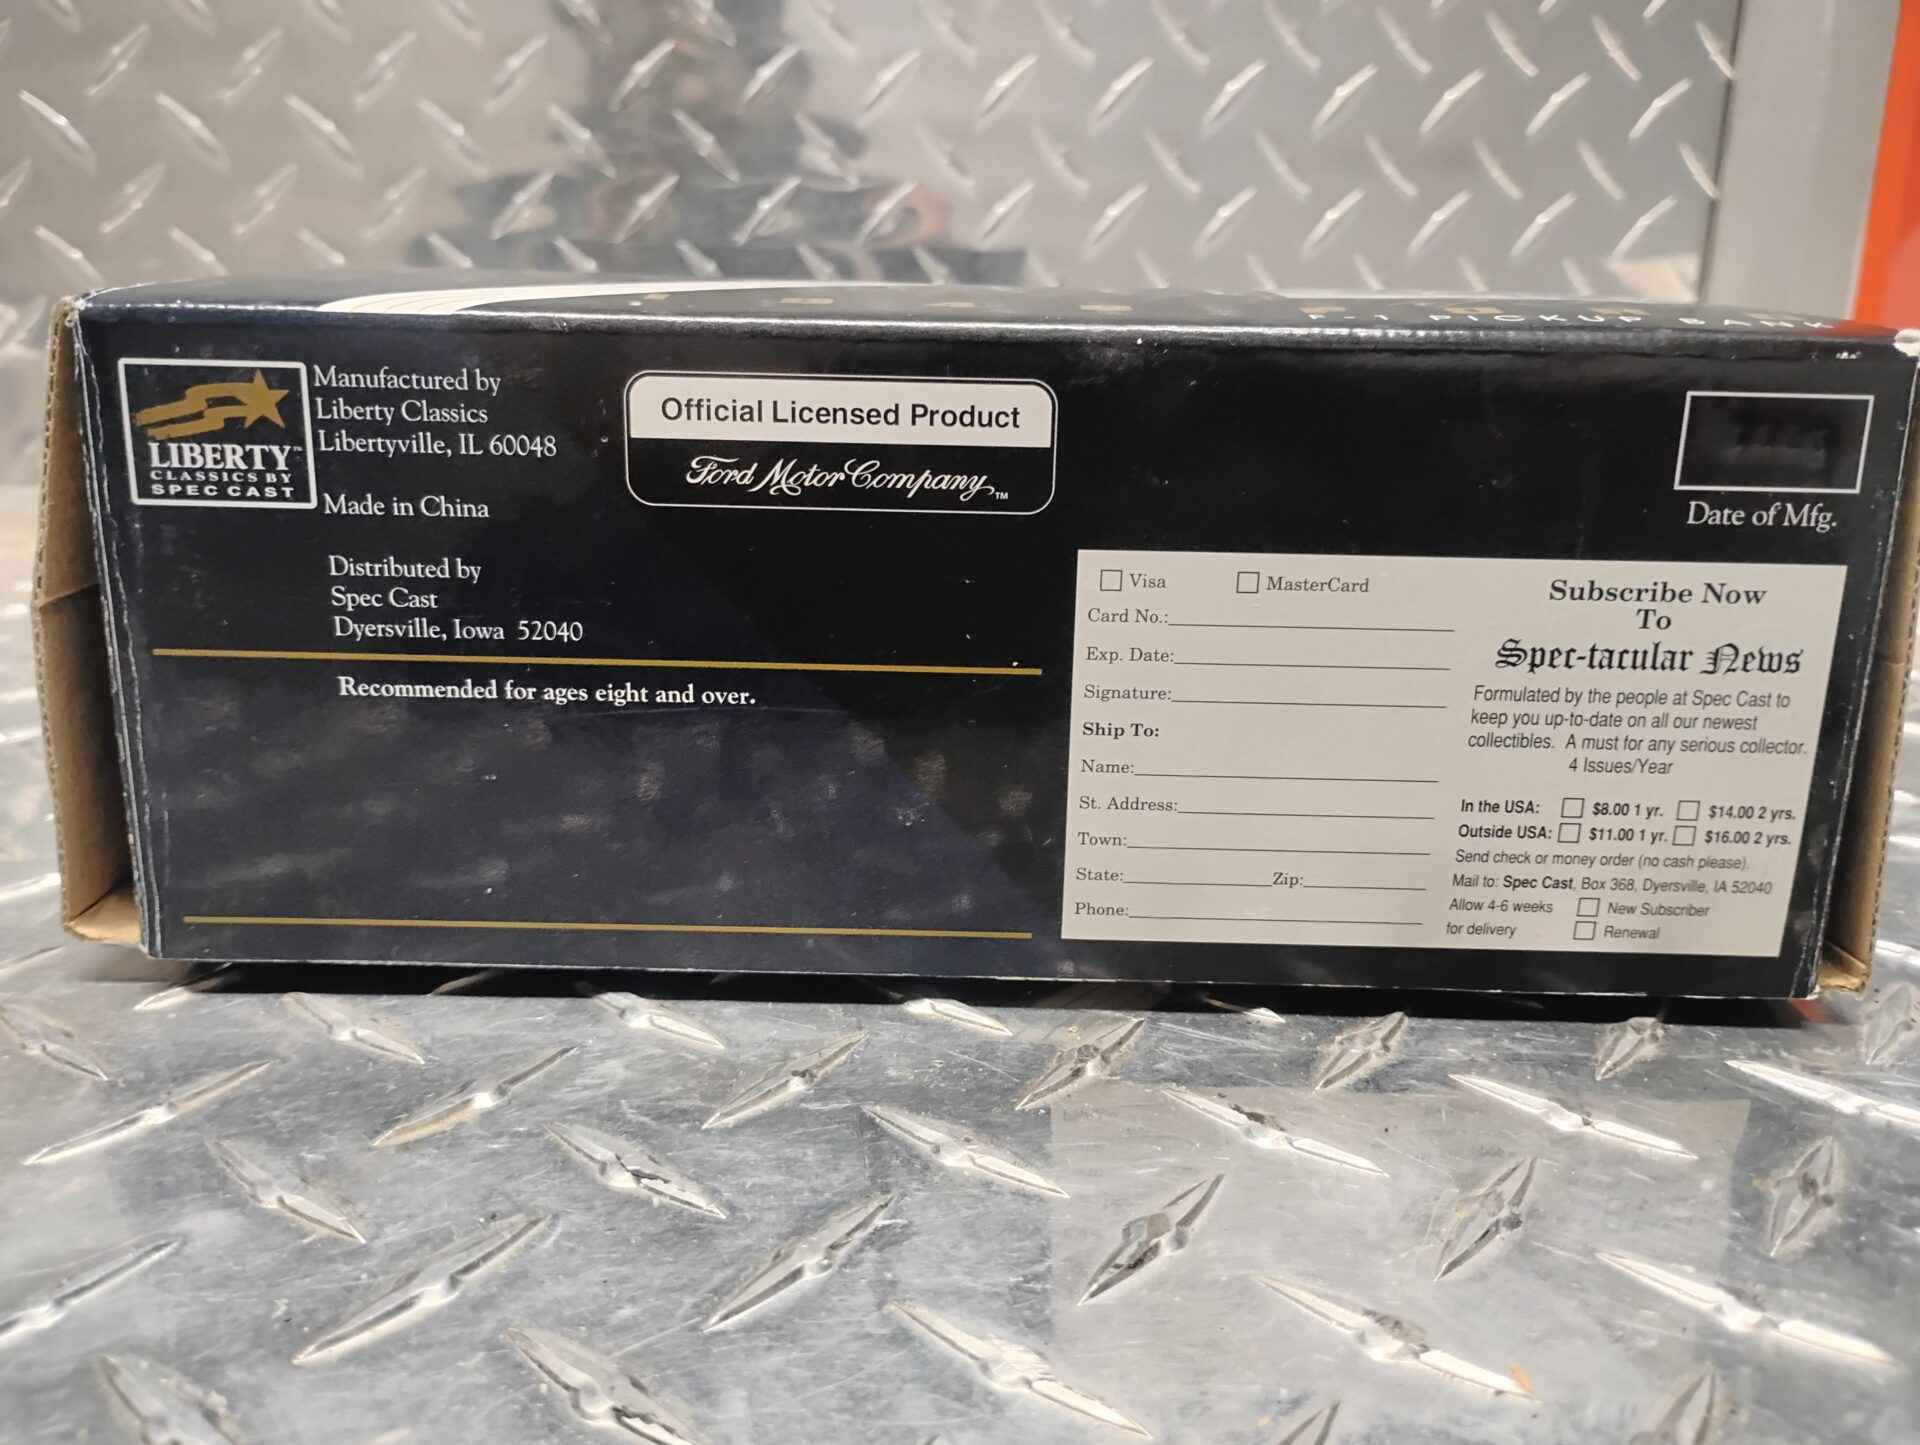 F-1 PICKUP BANK
LIBERTY™
CLASSICS BY
SPEC CAST
Manufactured by
Liberty Classics
Libertyville, IL 60048
Made in China
Distributed by
Spec Cast
Dyersville, Iowa 52040
Recommended for ages eight and over.
Official Licensed Product
Ford Motor Company™
Date of Mfg.
Visa MasterCard
Card No.:
Exp. Date:
Signature:
Ship To:
Name:
St. Address:
Town:
State: Zip:
Phone:
Subscribe Now
To
Spec-tacular News
Formulated by the people at Spec Cast to
keep you up-to-date on all our newest
collectibles. A must for any serious collector.
4 Issues/Year
In the USA: $8.00 1 yr. $14.00 2 yrs.
Outside USA: $11.00 1 yr. $16.00 2 yrs.
Send check or money order (no cash please).
Mail to: Spec Cast, Box 368, Dyersville, IA 52040
Allow 4-6 weeks New Subscriber
for delivery Renewal